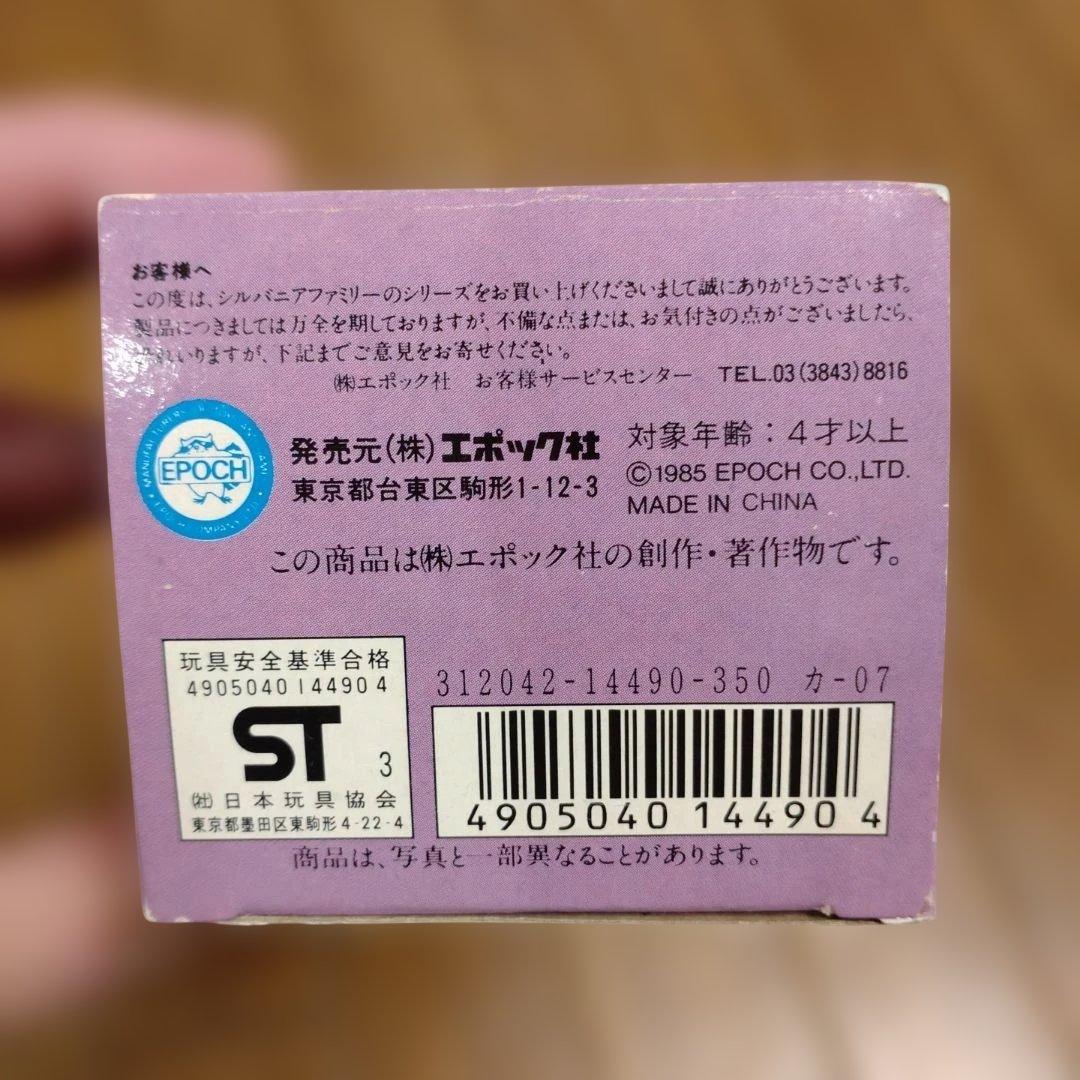 お客様へ
この度は、シルバニアファミリーのシリーズをお買い上げくださいまして誠にありがとうございます。
製品につきましては万全を期しておりますが、不備な点または、お気付きの点がございましたら、
恐れいりますが、下記までご意見をお寄せください。
㈱エポック社 お客様サービスセンター TEL.03(3843)8816
EPOCH
発売元(株)エポック社
東京都台東区駒形1-12-3
対象年齢:4才以上
©1985 EPOCH CO.,LTD.
MADE IN CHINA
この商品は㈱エポック社の創作・著作物です。
玩具安全基準合格
4905040144904
ST 3
㈳日本玩具協会
東京都墨田区東駒形4-22-4
312042-14490-350 カ-07
4905040 144904
商品は、写真と一部異なることがあります。